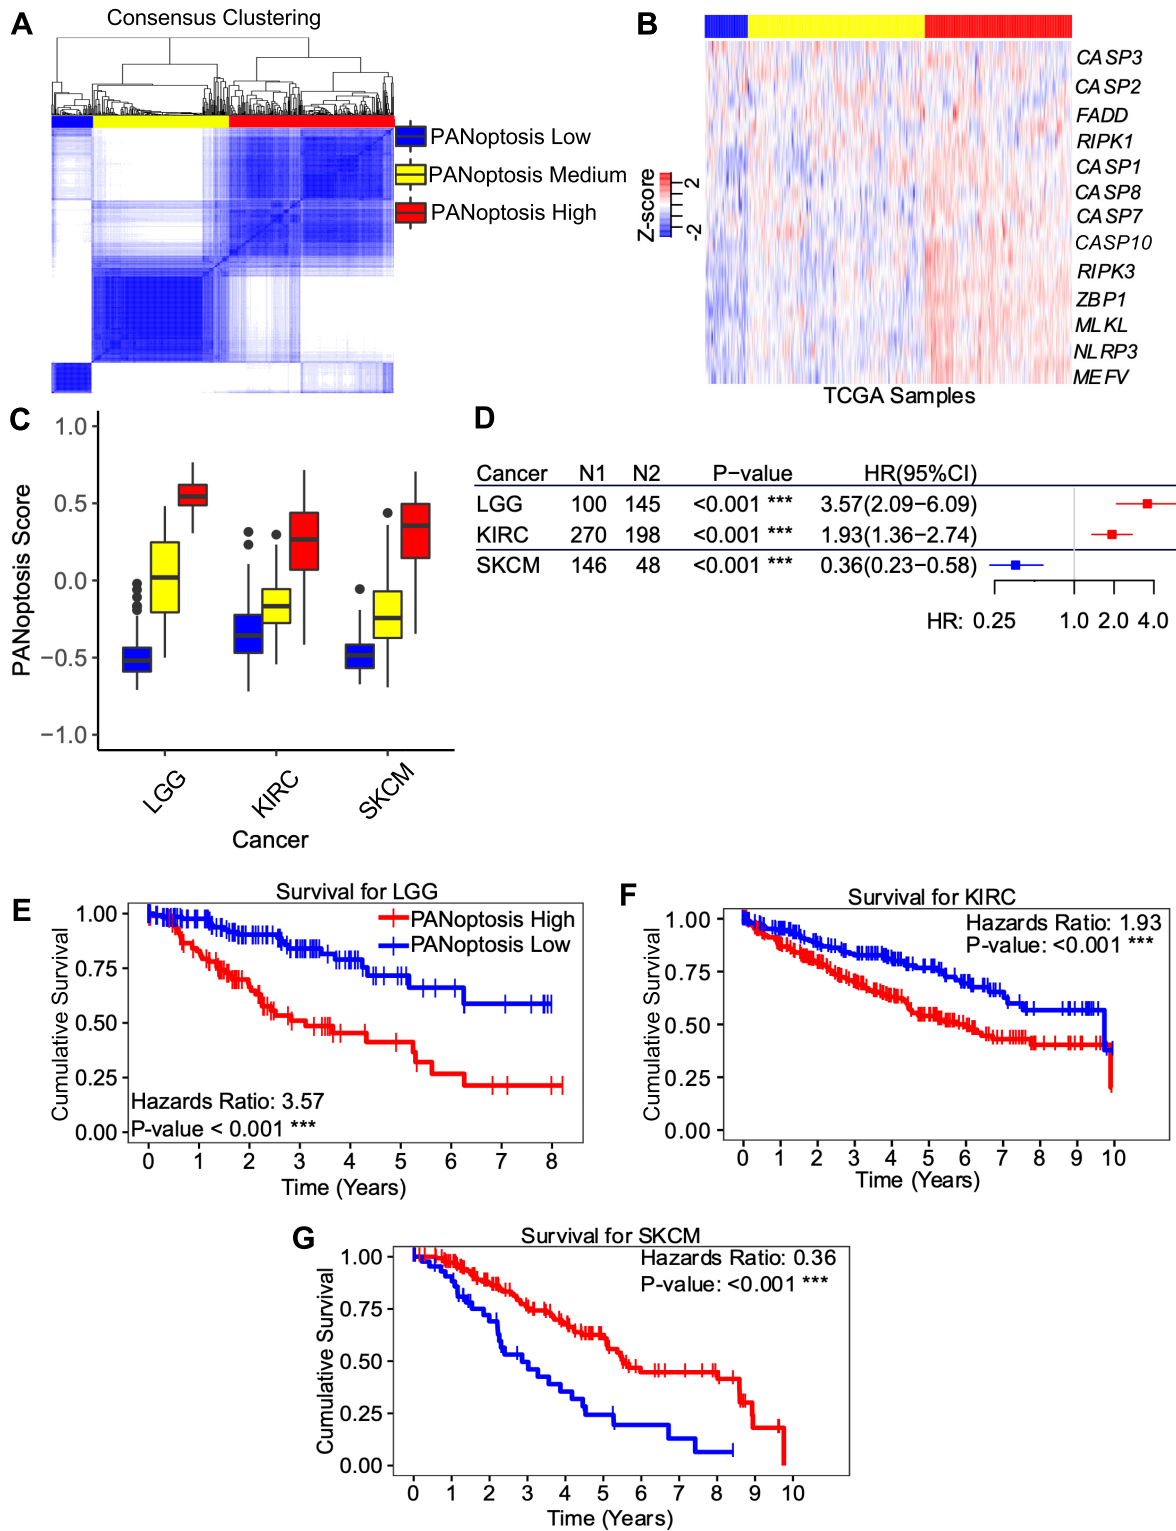 A
Consensus Clustering
PANoptosis Low
PANoptosis Medium
PANoptosis High
B
Z-score
2
-2
CASP3
CASP2
FADD
RIPK1
CASP1
CASP8
CASP7
CASP10
RIPK3
ZBP1
MLKL
NLRP3
MEFV
TCGA Samples
C
PANoptosis Score
1.0
0.5
0.0
−0.5
−1.0
LGG
KIRC
SKCM
Cancer
D
Cancer N1 N2 P−value HR(95%CI)
LGG 100 145 <0.001 *** 3.57(2.09−6.09)
KIRC 270 198 <0.001 *** 1.93(1.36−2.74)
SKCM 146 48 <0.001 *** 0.36(0.23−0.58)
HR: 0.25 1.0 2.0 4.0
E
Survival for LGG
PANoptosis High
PANoptosis Low
Cumulative Survival
1.00
0.75
0.50
0.25
0.00
Hazards Ratio: 3.57
P-value < 0.001 ***
0 1 2 3 4 5 6 7 8
Time (Years)
F
Survival for KIRC
Hazards Ratio: 1.93
P-value: <0.001 ***
Cumulative Survival
1.00
0.75
0.50
0.25
0.00
0 1 2 3 4 5 6 7 8 9 10
Time (Years)
G
Survival for SKCM
Hazards Ratio: 0.36
P-value: <0.001 ***
Cumulative Survival
1.00
0.75
0.50
0.25
0.00
0 1 2 3 4 5 6 7 8 9 10
Time (Years)